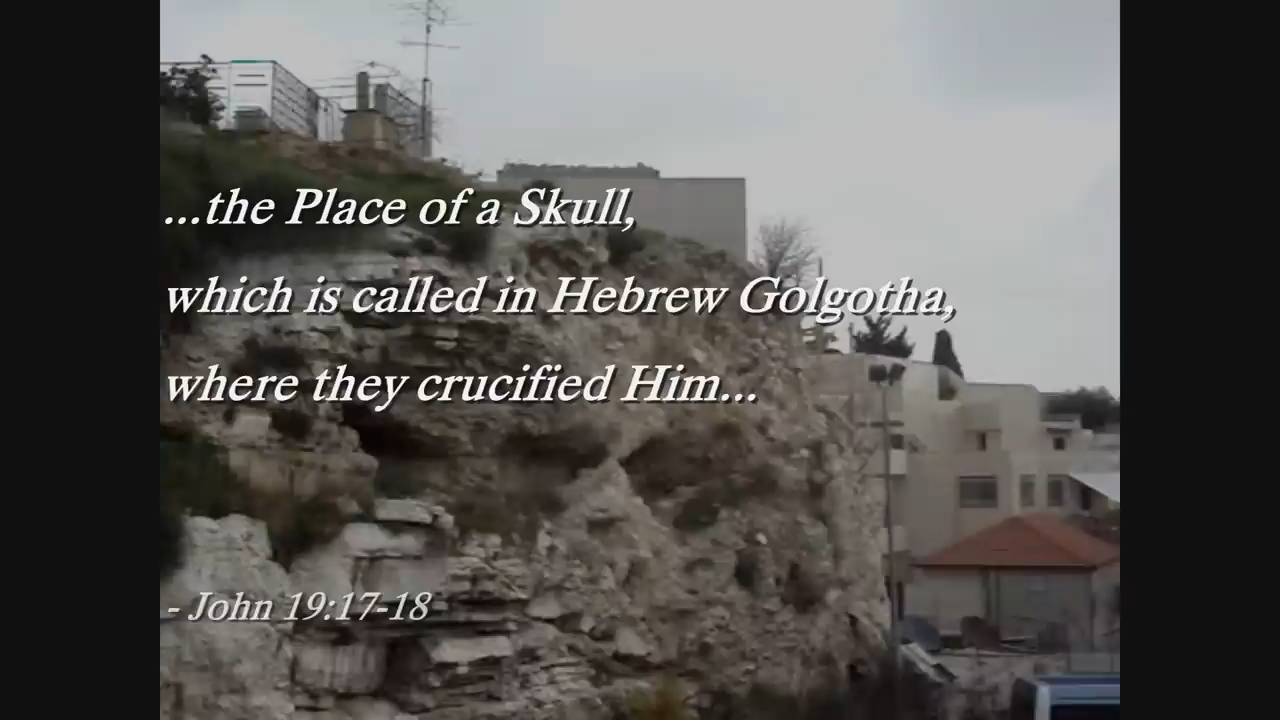 ...the Place of a Skull,
which is called in Hebrew Golgotha,
where they crucified Him...
- John 19:17-18